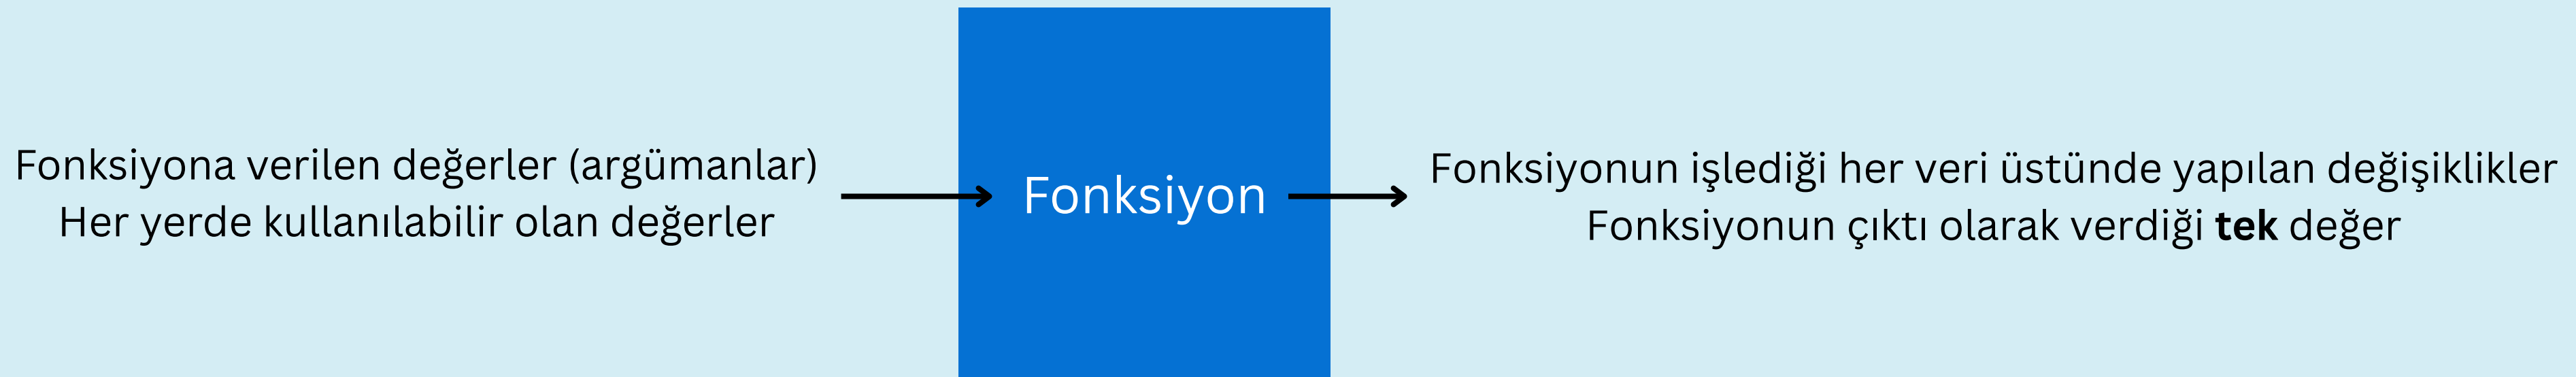 Fonksiyona verilen değerler (argümanlar)
Her yerde kullanılabilir olan değerler
Fonksiyon
Fonksiyonun işlediği her veri üstünde yapılan değişiklikler
Fonksiyonun çıktı olarak verdiği tek değer